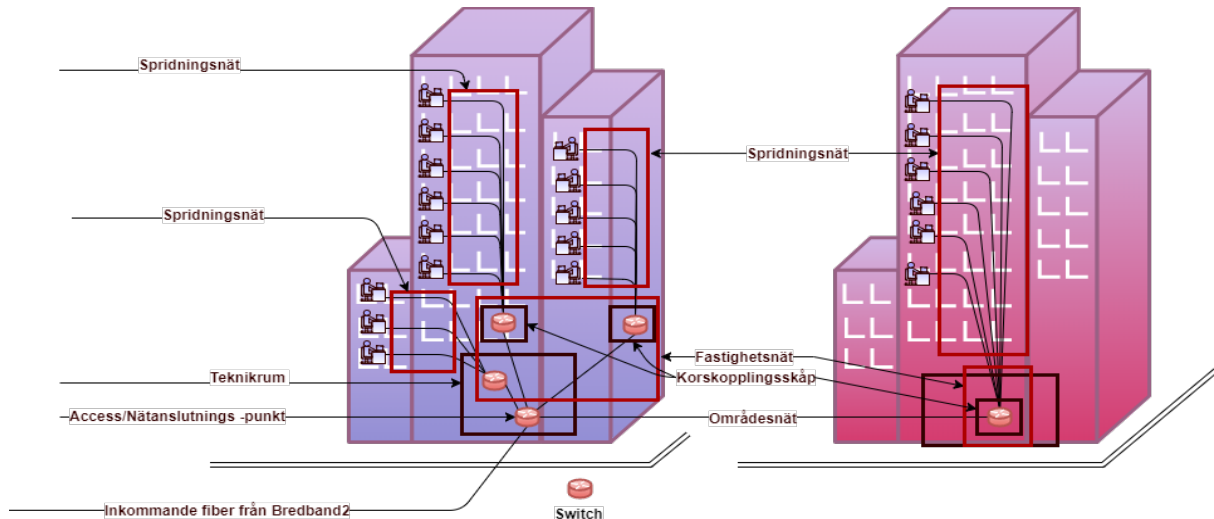 Spridningsnät
Spridningsnät
Spridningsnät
Fastighetsnät
Teknikrum
Korskopplingsskåp
Access/Nätanslutnings -punkt
Områdesnät
Inkommande fiber från Bredband2
Switch